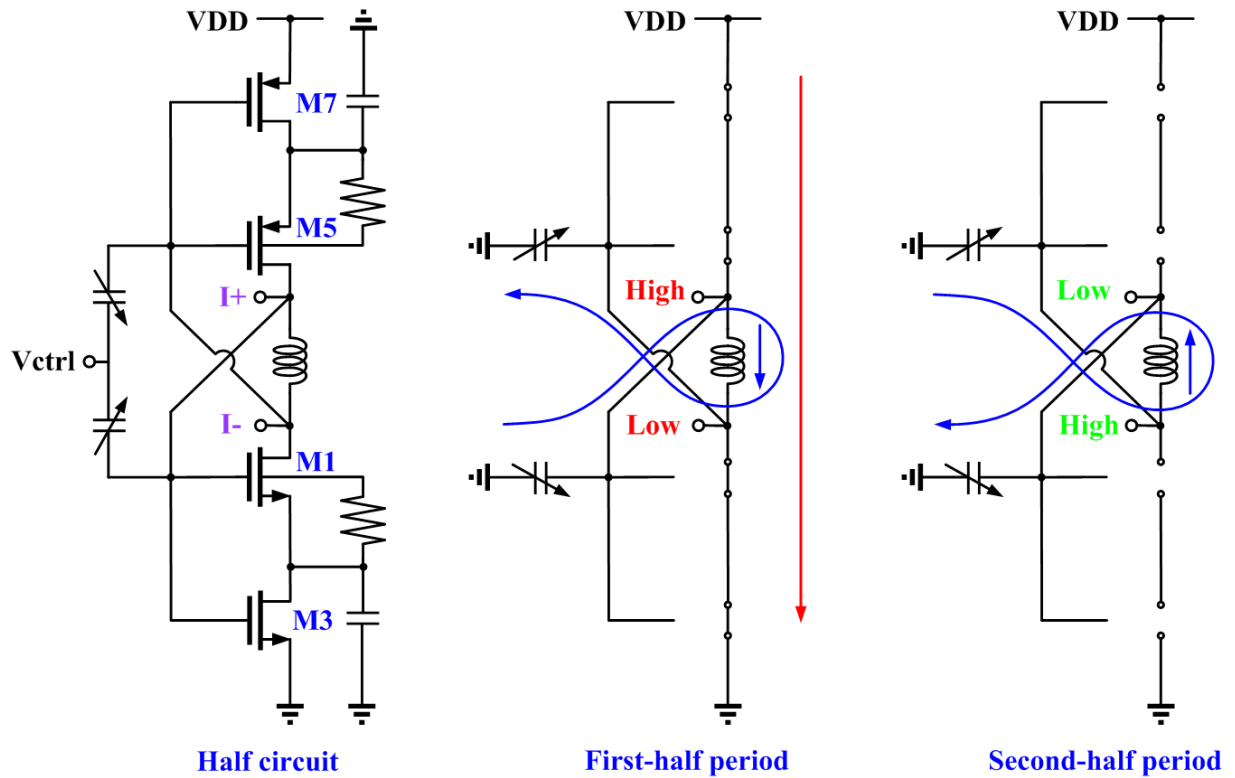 VDD
M7
M5
I+
Vctrl
I-
M1
M3
Half circuit
VDD
High
Low
First-half period
VDD
Low
High
Second-half period